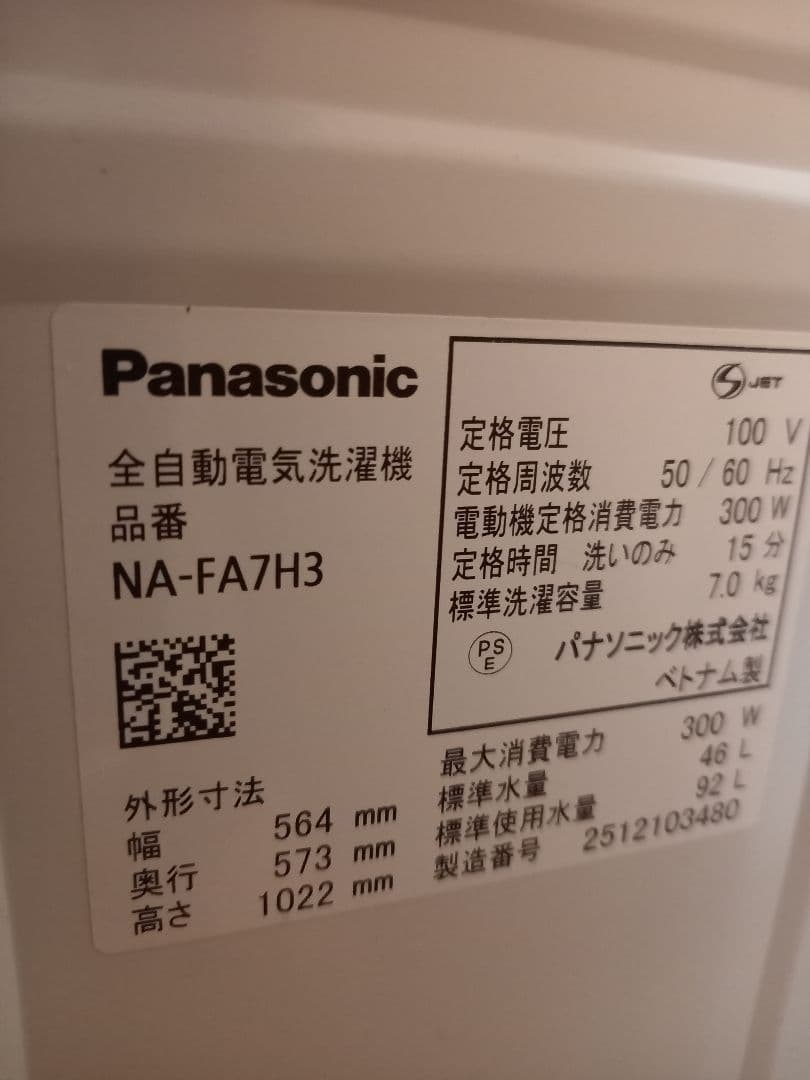 Panasonic
全自動電気洗濯機
品番
NA-FA7H3
外形寸法
幅 564 mm
奥行 573 mm
高さ 1022 mm
S JET
定格電圧 100 V
定格周波数 50 / 60 Hz
電動機定格消費電力 300 W
定格時間 洗いのみ 15 分
標準洗濯容量 7.0 kg
PS
E
パナソニック株式会社
ベトナム製
最大消費電力 300 W
標準水量 46 L
標準使用水量 92 L
製造番号 2512103480